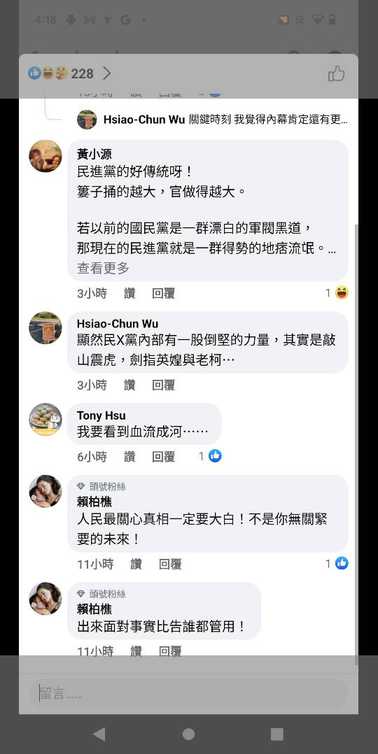 4:18
228
Hsiao-Chun Wu 關鍵時刻 我覺得內幕肯定還有更...
黃小源
民進黨的好傳統呀！
簍子捅的越大，官做得越大。
若以前的國民黨是一群漂白的軍閥黑道，
那現在的民進黨就是一群得勢的地痞流氓。...
查看更多
3小時 讚 回覆 1
Hsiao-Chun Wu
顯然民X黨內部有一股倒堅的力量，其實是敲
山震虎，劍指英媓與老柯…
3小時 讚 回覆
Tony Hsu
我要看到血流成河……
6小時 讚 回覆 1
頭號粉絲
賴柏樵
人民最關心真相一定要大白！不是你無關緊
要的未來！
11小時 讚 回覆 1
頭號粉絲
賴柏樵
出來面對事實比告誰都管用！
11小時 讚 回覆
留言......